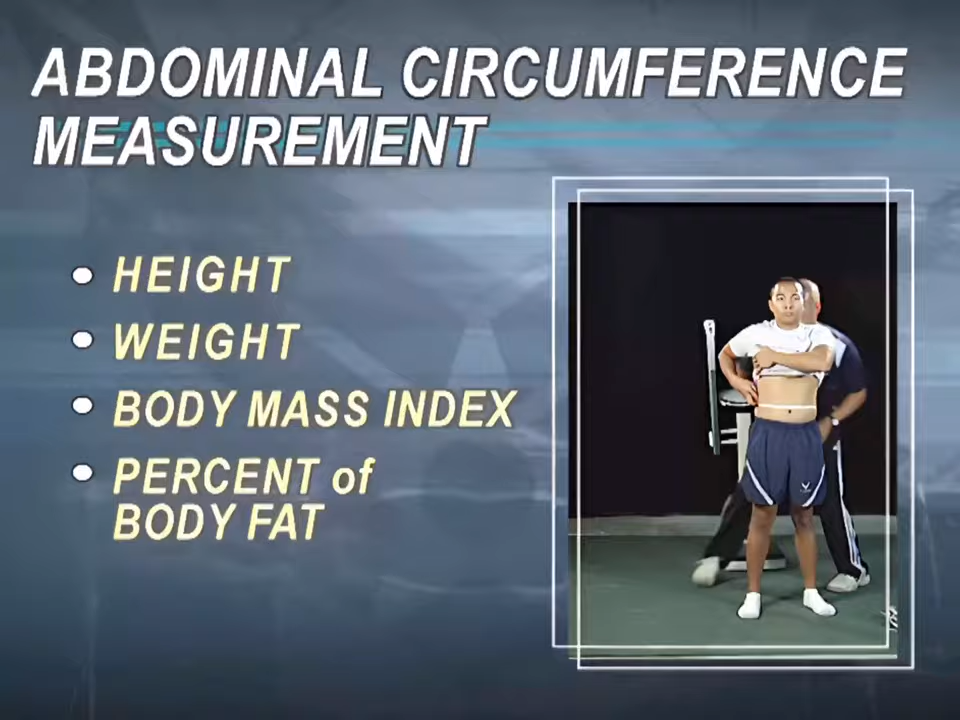 ABDOMINAL CIRCUMFERENCE
MEASUREMENT
HEIGHT
WEIGHT
BODY MASS INDEX
PERCENT of
BODY FAT